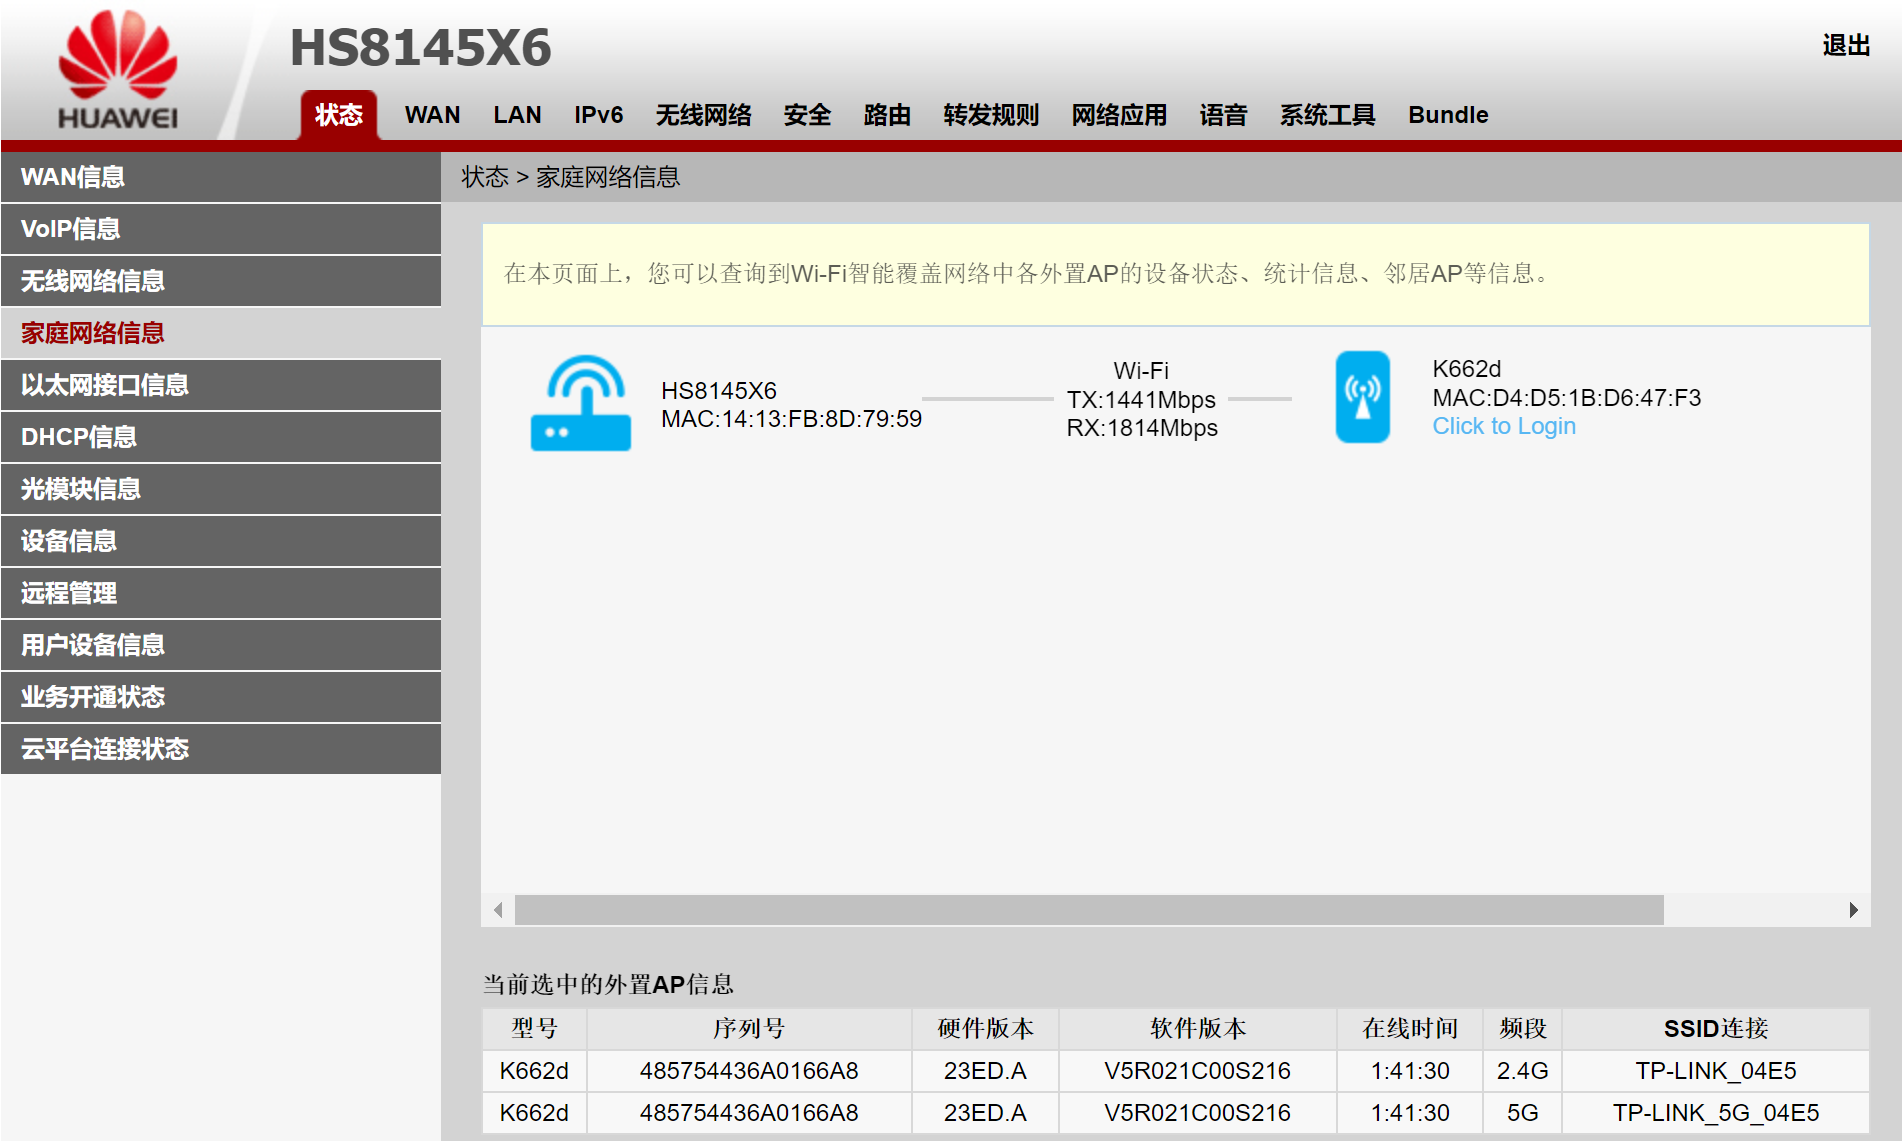 HUAWEI
HS8145X6
退出
状态 WAN LAN IPv6 无线网络 安全 路由 转发规则 网络应用 语音 系统工具 Bundle
WAN信息
VoIP信息
无线网络信息
家庭网络信息
以太网接口信息
DHCP信息
光模块信息
设备信息
远程管理
用户设备信息
业务开通状态
云平台连接状态
状态 > 家庭网络信息
在本页面上，您可以查询到Wi-Fi智能覆盖网络中各外置AP的设备状态、统计信息、邻居AP等信息。
HS8145X6
MAC:14:13:FB:8D:79:59
Wi-Fi
TX:1441Mbps
RX:1814Mbps
K662d
MAC:D4:D5:1B:D6:47:F3
Click to Login
当前选中的外置AP信息
型号 序列号 硬件版本 软件版本 在线时间 频段 SSID连接
K662d 485754436A0166A8 23ED.A V5R021C00S216 1:41:30 2.4G TP-LINK_04E5
K662d 485754436A0166A8 23ED.A V5R021C00S216 1:41:30 5G TP-LINK_5G_04E5